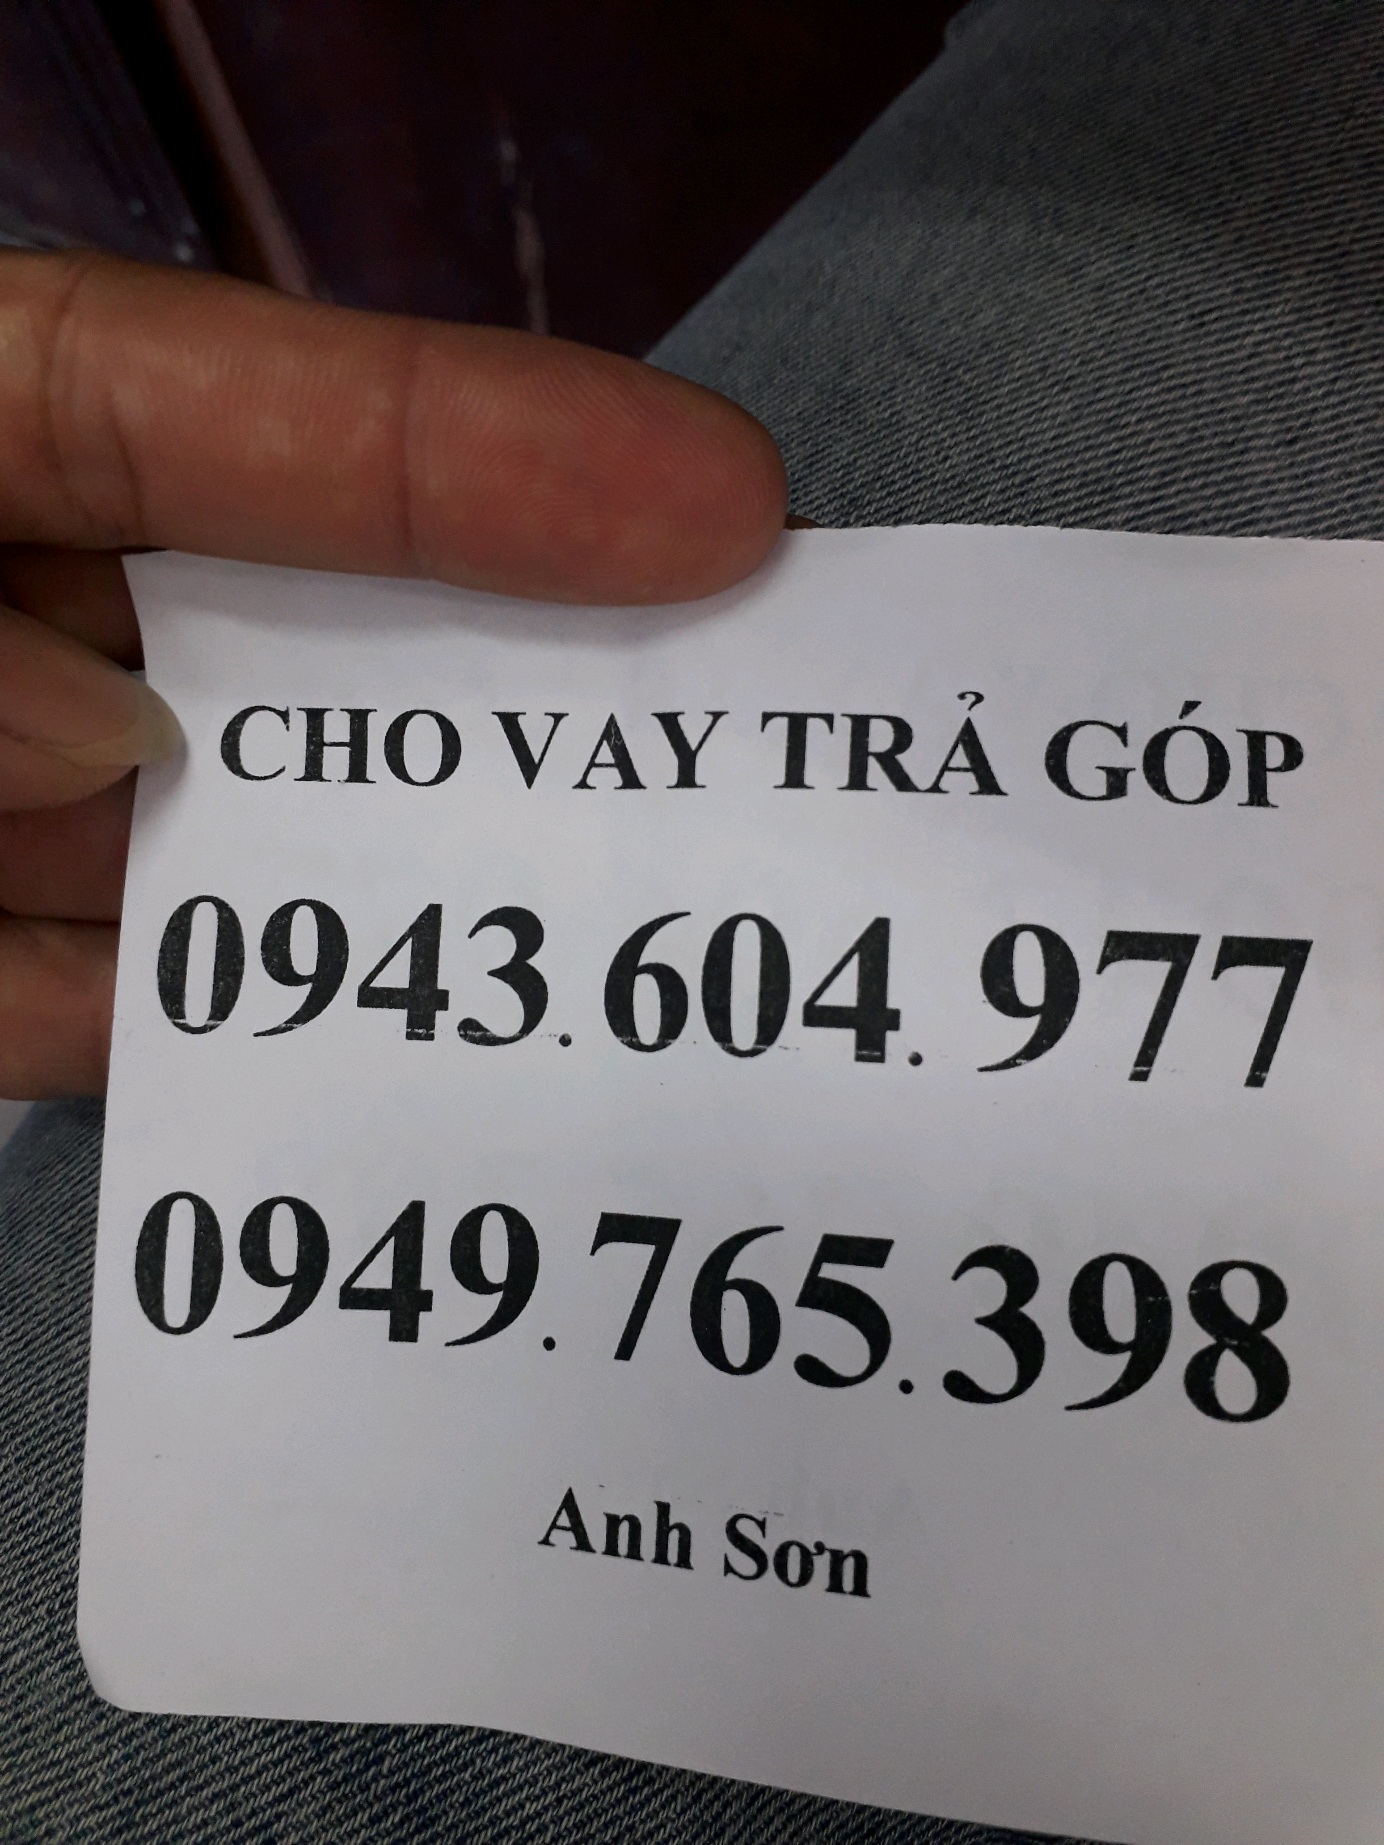 CHO VAY TRẢ GÓP
0943.604.977
0949.765.398
Anh Sơn